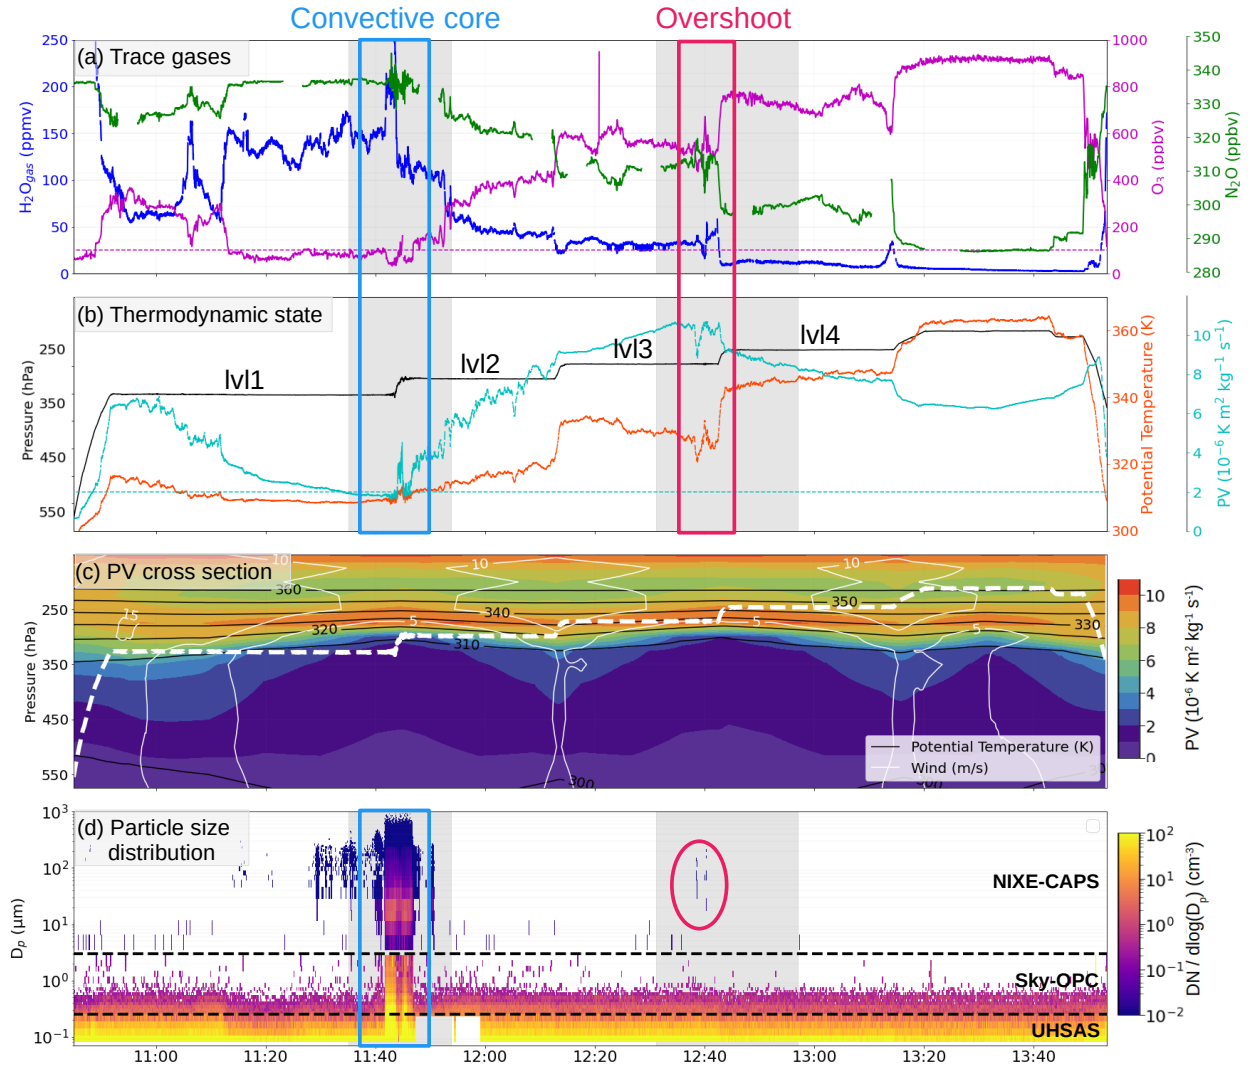 Convective core
Overshoot
(a) Trace gases
250
200
150
100
50
0
H2Ogas (ppmv)
1000
800
600
400
200
0
O3 (ppbv)
350
340
330
320
310
300
290
280
N2O (ppbv)
(b) Thermodynamic state
lvl1
lvl2
lvl3
lvl4
250
350
450
550
Pressure (hPa)
360
340
320
300
Potential Temperature (K)
10
8
6
4
2
0
PV (10⁻⁶ K m² kg⁻¹ s⁻¹)
(c) PV cross section
250
350
450
550
Pressure (hPa)
10
10
15
5
5
5
320
340
310
350
330
300
Potential Temperature (K)
Wind (m/s)
10
8
6
4
2
0
PV (10⁻⁶ K m² kg⁻¹ s⁻¹)
(d) Particle size
distribution
10³
10²
10¹
10⁰
10⁻¹
Dp (μm)
NIXE-CAPS
Sky-OPC
UHSAS
10²
10¹
10⁰
10⁻¹
10⁻²
DN / dlog(Dp) (cm⁻³)
11:00
11:20
11:40
12:00
12:20
12:40
13:00
13:20
13:40